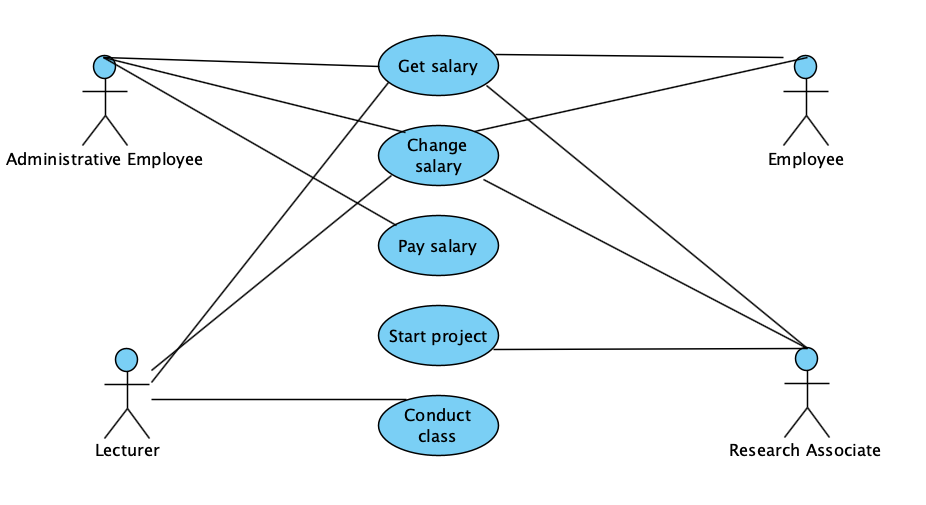 Get salary
Change
salary
Administrative Employee
Employee
Pay salary
Start project
Conduct
class
Lecturer
Research Associate